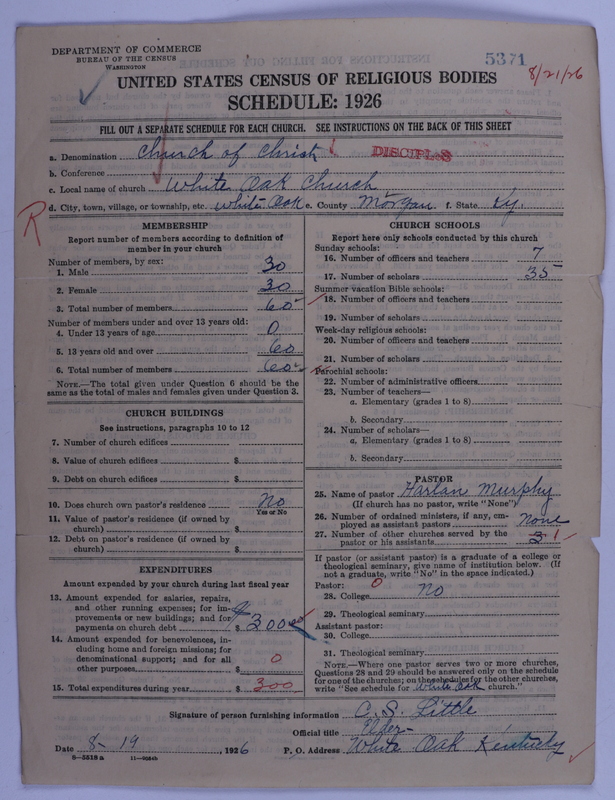 DEPARTMENT OF COMMERCE
BUREAU OF THE CENSUS
WASHINGTON
5371
8/21/26
UNITED STATES CENSUS OF RELIGIOUS BODIES
SCHEDULE: 1926
FILL OUT A SEPARATE SCHEDULE FOR EACH CHURCH. SEE INSTRUCTIONS ON THE BACK OF THIS SHEET
a. Denomination Church of Christ DISCIPLES
b. Conference
c. Local name of church White Oak Church
d. City, town, village, or township, etc. White Oak e. County Morgan f. State Ky.
R
MEMBERSHIP
Report number of members according to definition of
member in your church
Number of members, by sex:
1. Male 30
2. Female 30
3. Total number of members 60
Number of members under and over 13 years old:
4. Under 13 years of age 0
5. 13 years old and over 60
6. Total number of members 60
NOTE.—The total given under Question 6 should be the
same as the total of males and females given under Question 3.
CHURCH BUILDINGS
See instructions, paragraphs 10 to 12
7. Number of church edifices
8. Value of church edifices $
9. Debt on church edifices $
10. Does church own pastor's residence No
Yes or No
11. Value of pastor's residence (if owned by
church) $
12. Debt on pastor's residence (if owned by
church) $
EXPENDITURES
Amount expended by your church during last fiscal year
13. Amount expended for salaries, repairs,
and other running expenses; for im-
provements or new buildings; and for
payments on church debt $ 300.00
14. Amount expended for benevolences, in-
cluding home and foreign missions; for
denominational support; and for all
other purposes $ 0
15. Total expenditures during year $ 300
CHURCH SCHOOLS
Report here only schools conducted by this church
Sunday schools:
16. Number of officers and teachers 7
17. Number of scholars 35
Summer vacation Bible schools:
18. Number of officers and teachers
19. Number of scholars
Week-day religious schools:
20. Number of officers and teachers
21. Number of scholars
Parochial schools:
22. Number of administrative officers
23. Number of teachers—
a. Elementary (grades 1 to 8)
b. Secondary
24. Number of scholars—
a. Elementary (grades 1 to 8)
b. Secondary
PASTOR
25. Name of pastor Harlan Murphy
(If church has no pastor, write "None")
26. Number of ordained ministers, if any, em-
ployed as assistant pastors none
27. Number of other churches served by the
pastor or his assistants 1
If pastor (or assistant pastor) is a graduate of a college or
theological seminary, give name of institution below. (If
not a graduate, write "No" in the space indicated.)
Pastor: 0
28. College No
29. Theological seminary
Assistant pastor:
30. College
31. Theological seminary
NOTE.—Where one pastor serves two or more churches,
Questions 28 and 29 should be answered only on the schedule
for one of the churches; on the schedules for the other churches,
write "See schedule for White Oak church."
Signature of person furnishing information C. S. Little
Official title Elder
Date 8-19, 1926 P. O. Address White Oak Kentucky
8—5518a 11—9054b